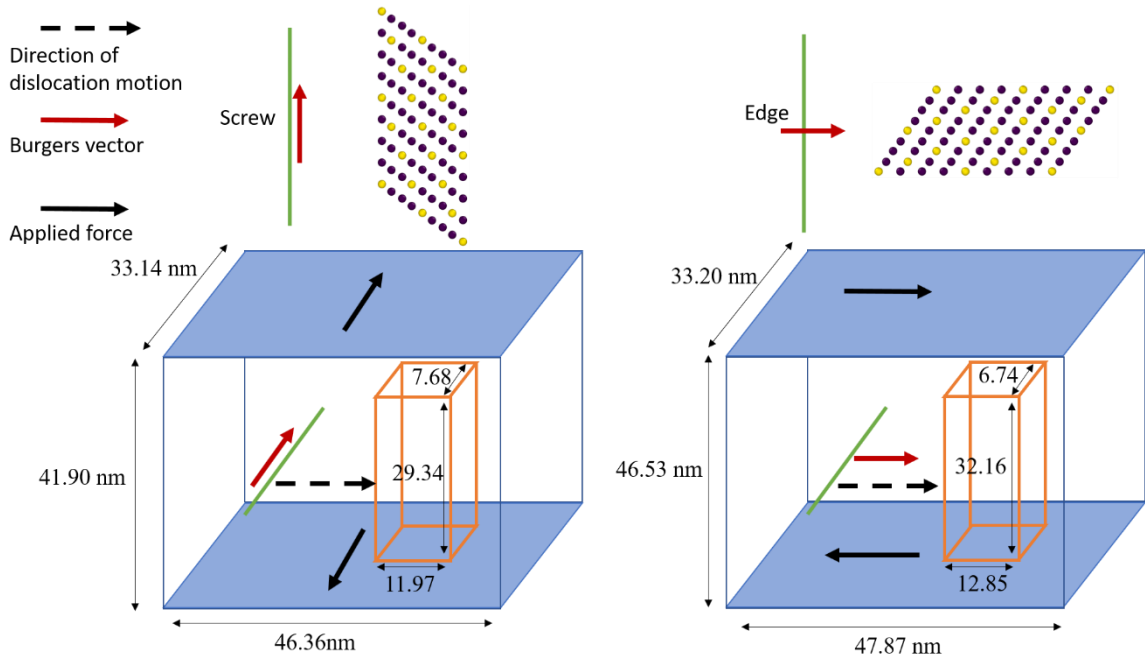 Direction of
dislocation motion
Burgers vector
Applied force
Screw
Edge
33.14 nm
41.90 nm
7.68
29.34
11.97
46.36nm
33.20 nm
46.53 nm
6.74
32.16
12.85
47.87 nm